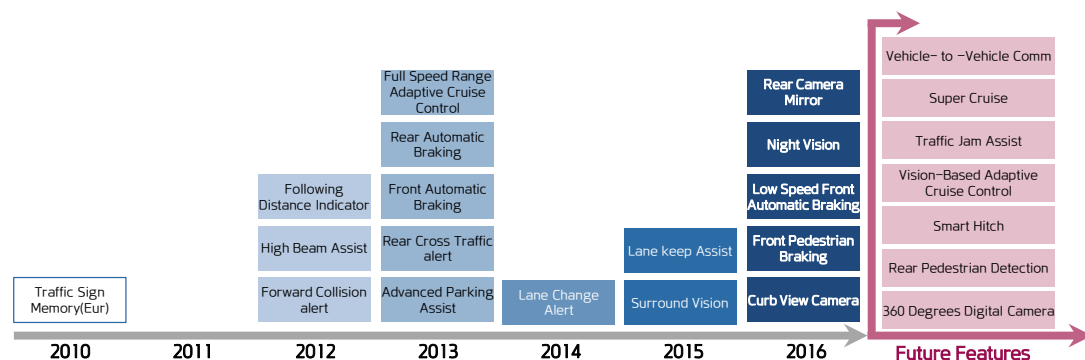 Traffic Sign
Memory(Eur)
Following
Distance Indicator
High Beam Assist
Forward Collision
alert
Full Speed Range
Adaptive Cruise
Control
Rear Automatic
Braking
Front Automatic
Braking
Rear Cross Traffic
alert
Advanced Parking
Assist
Lane Change
Alert
Lane keep Assist
Surround Vision
Rear Camera
Mirror
Night Vision
Low Speed Front
Automatic Braking
Front Pedestrian
Braking
Curb View Camera
Vehicle- to -Vehicle Comm
Super Cruise
Traffic Jam Assist
Vision-Based Adaptive
Cruise Control
Smart Hitch
Rear Pedestrian Detection
360 Degrees Digital Camera
2010 2011 2012 2013 2014 2015 2016 Future Features